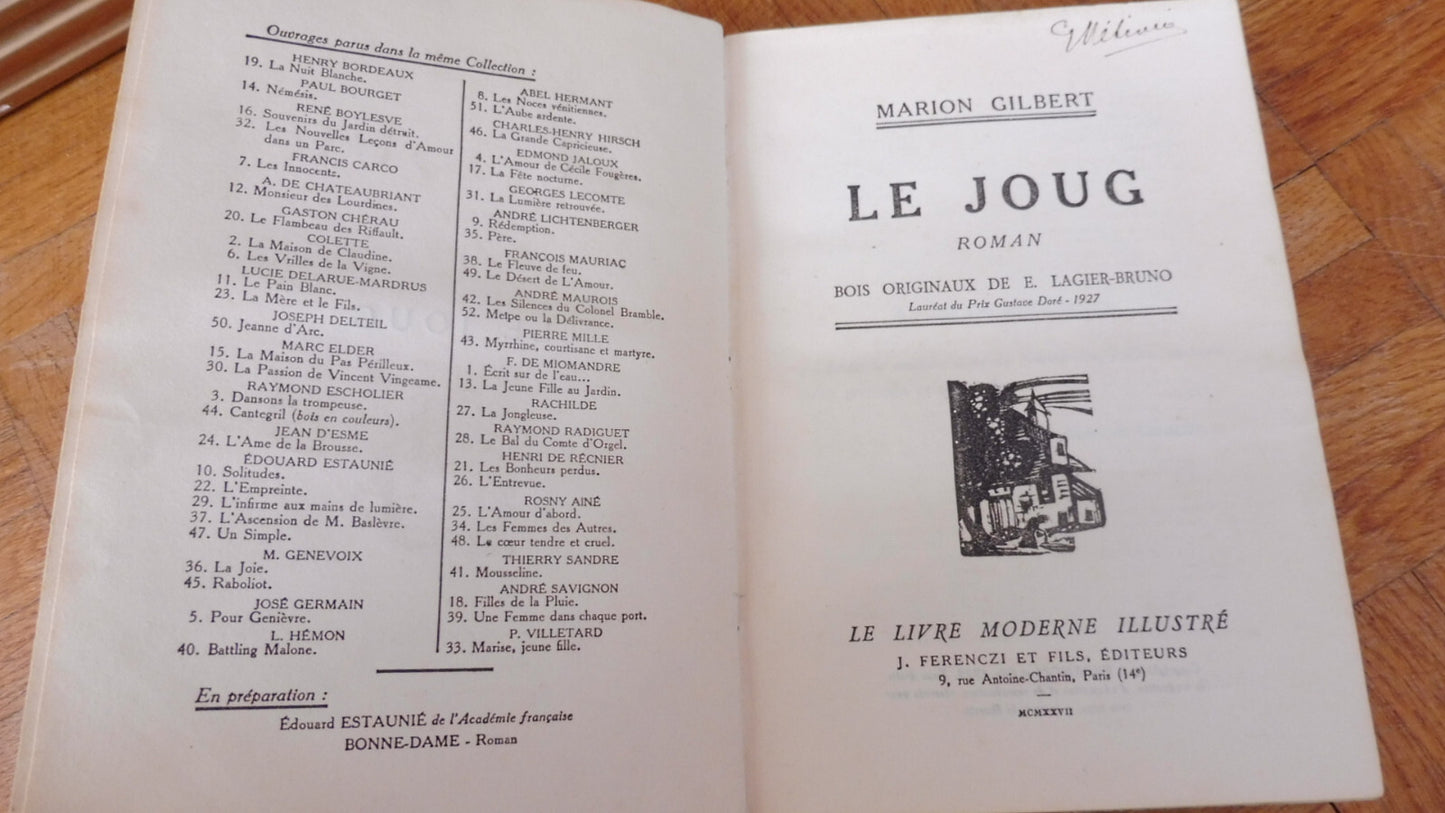 Ouvrages parus dans la même Collection :
HENRY BORDEAUX
19. La Nuit Blanche.
PAUL BOURGET
14. Némésis.
RENÉ BOYLESVE
16. Souvenirs du Jardin détruit.
32. Les Nouvelles Leçons d'Amour
dans un Parc.
FRANCIS CARCO
7. Les Innocents.
A. DE CHATEAUBRIANT
12. Monsieur des Lourdines.
GASTON CHÉRAU
20. Le Flambeau des Riffault.
COLETTE
2. La Maison de Claudine.
6. Les Vrilles de la Vigne.
LUCIE DELARUE-MARDRUS
11. Le Pain Blanc.
23. La Mère et le Fils.
JOSEPH DELTEIL
50. Jeanne d'Arc.
MARC ELDER
15. La Maison du Pas Périlleux.
30. La Passion de Vincent Vingeame.
RAYMOND ESCHOLIER
3. Dansons la trompeuse.
44. Cantegril (bois en couleurs).
JEAN D'ESME
24. L'Ame de la Brousse.
ÉDOUARD ESTAUNIÉ
10. Solitudes.
22. L'Empreinte.
29. L'infirme aux mains de lumière.
37. L'Ascension de M. Baslèvre.
47. Un Simple.
M. GENEVOIX
36. La Joie.
45. Raboliot.
JOSÉ GERMAIN
5. Pour Genièvre.
L. HÉMON
40. Battling Malone.
ABEL HERMANT
8. Les Noces vénitiennes.
51. L'Aube ardente.
CHARLES-HENRY HIRSCH
46. La Grande Capricieuse.
EDMOND JALOUX
4. L'Amour de Cécile Fougères.
17. La Fête nocturne.
GEORGES LECOMTE
31. La Lumière retrouvée.
ANDRÉ LICHTENBERGER
9. Rédemption.
35. Père.
FRANÇOIS MAURIAC
38. Le Fleuve de feu.
49. Le Désert de L'Amour.
ANDRÉ MAUROIS
42. Les Silences du Colonel Bramble.
52. Meïpe ou la Délivrance.
PIERRE MILLE
43. Myrrhine, courtisane et martyre.
F. DE MIOMANDRE
1. Écrit sur de l'eau...
13. La Jeune Fille au Jardin.
RACHILDE
27. La Jongleuse.
RAYMOND RADIGUET
28. Le Bal du Comte d'Orgel.
HENRI DE RÉGNIER
21. Les Bonheurs perdus.
26. L'Entrevue.
ROSNY AINÉ
25. L'Amour d'abord.
34. Les Femmes des Autres.
48. Le cœur tendre et cruel.
THIERRY SANDRE
41. Mousseline.
ANDRÉ SAVIGNON
18. Filles de la Pluie.
39. Une Femme dans chaque port.
P. VILLETARD
33. Marise, jeune fille.
En préparation :
Édouard ESTAUNIÉ de l'Académie française
BONNE-DAME - Roman
MARION GILBERT
LE JOUG
ROMAN
BOIS ORIGINAUX DE E. LAGIER-BRUNO
Lauréat du Prix Gustave Doré - 1927
LE LIVRE MODERNE ILLUSTRÉ
J. FERENCZI ET FILS, ÉDITEURS
9, rue Antoine-Chantin, Paris (14e)
MCMXXVII